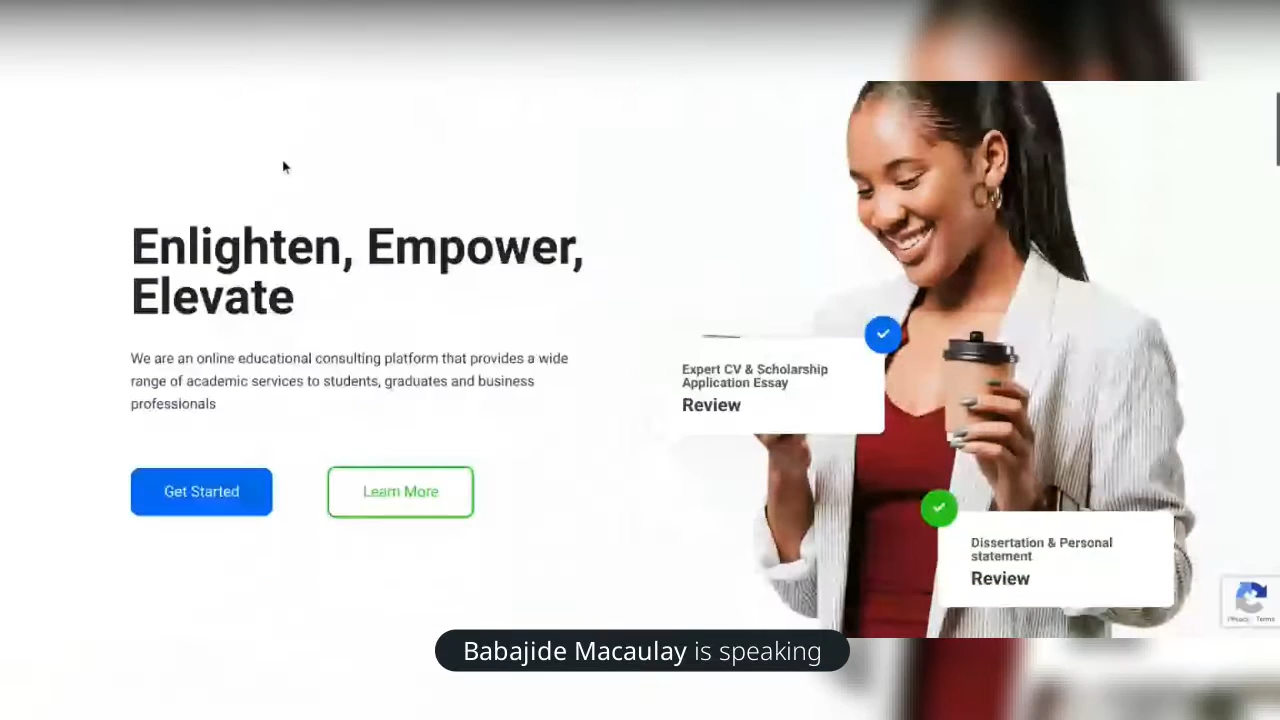 Enlighten, Empower,
Elevate
We are an online educational consulting platform that provides a wide
range of academic services to students, graduates and business
professionals
Get Started
Learn More
Expert CV & Scholarship
Application Essay
Review
Dissertation & Personal
statement
Review
Privacy - Terms
Babajide Macaulay is speaking